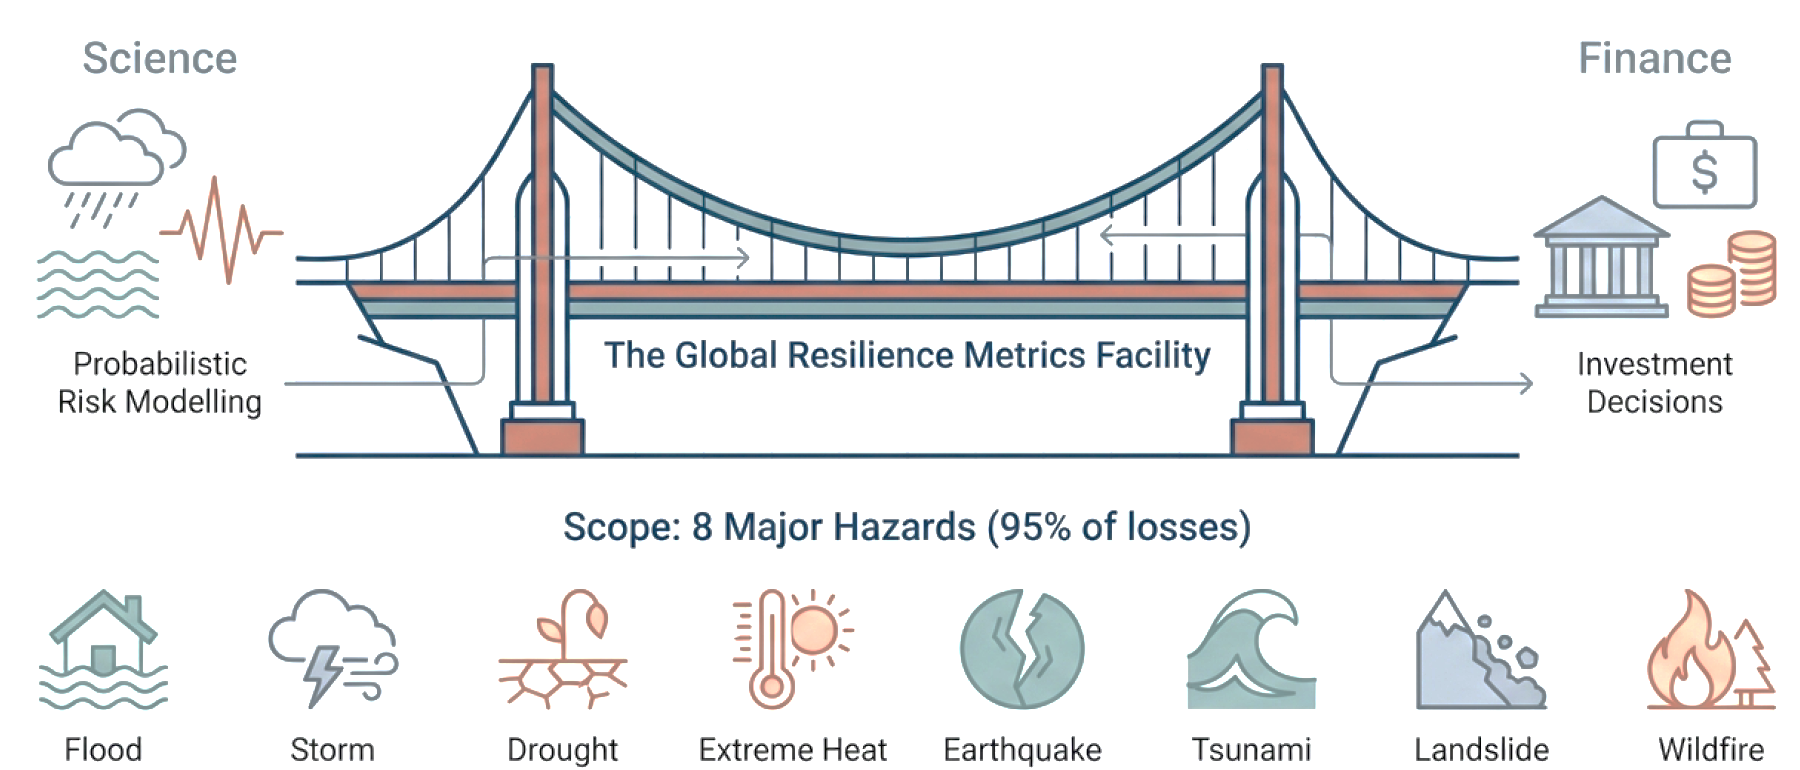 Science
Finance
$
Probabilistic
Risk Modelling
The Global Resilience Metrics Facility
Investment
Decisions
Scope: 8 Major Hazards (95% of losses)
Flood
Storm
Drought
Extreme Heat
Earthquake
Tsunami
Landslide
Wildfire